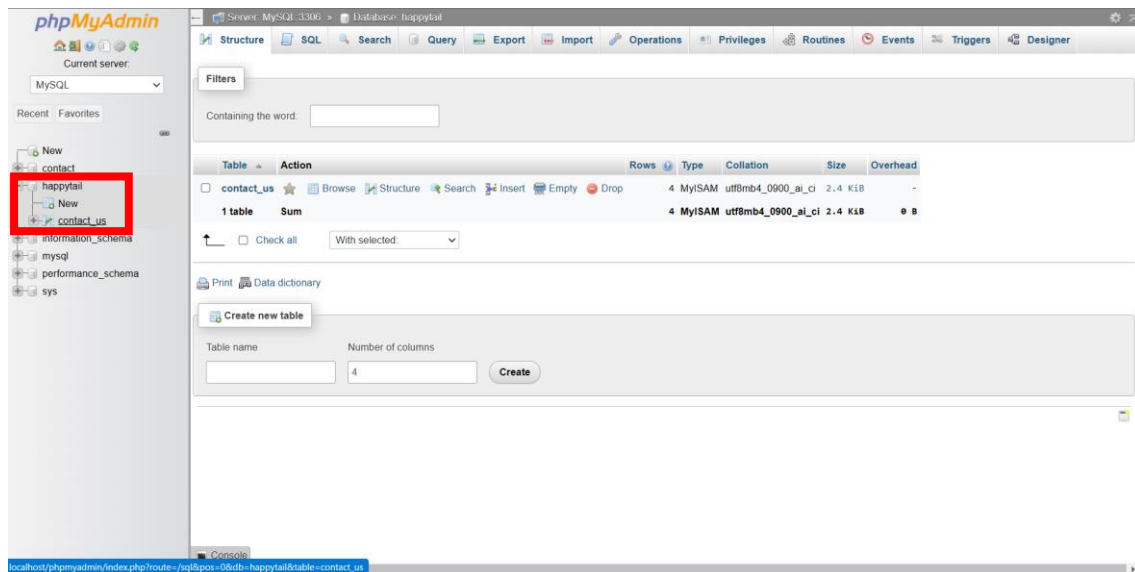 phpMyAdmin
Current server:
MySQL
Recent Favorites
New
contact
happytail
New
contact_us
information_schema
mysql
performance_schema
sys
Server: MySQL:3306 » Database: happytail
Structure SQL Search Query Export Import Operations Privileges Routines Events Triggers Designer
Filters
Containing the word:
Table Action Rows Type Collation Size Overhead
contact_us Browse Structure Search Insert Empty Drop 4 MyISAM utf8mb4_0900_ai_ci 2.4 KiB -
1 table Sum 4 MyISAM utf8mb4_0900_ai_ci 2.4 KiB 0 B
Check all With selected:
Print Data dictionary
Create new table
Table name Number of columns
4 Create
Console
localhost/phpmyadmin/index.php?route=/sql&pos=0&db=happytail&table=contact_us